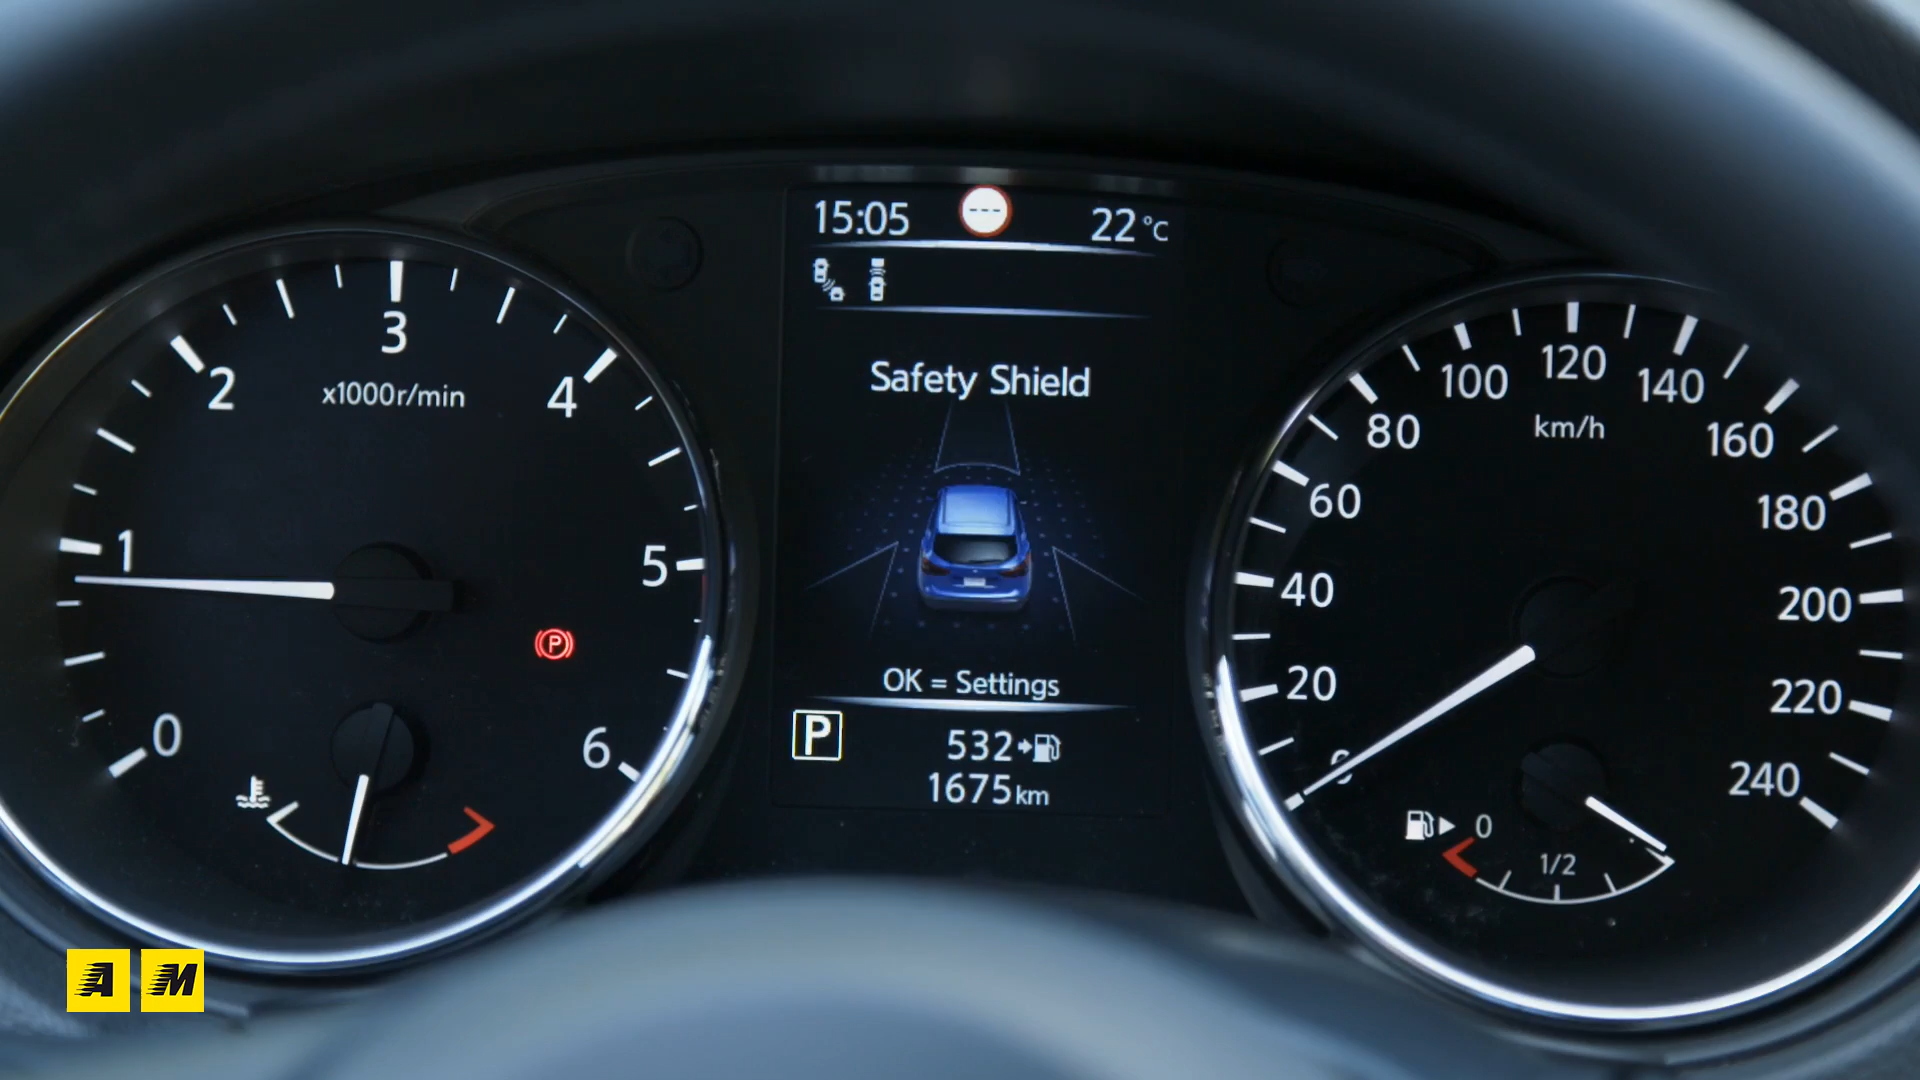 15:05
---
22°C
Safety Shield
OK = Settings
P
532
1675km
0
1
2
3
4
5
6
x1000r/min
P
0
20
40
60
80
100
120
140
160
180
200
220
240
km/h
0
1/2
AM